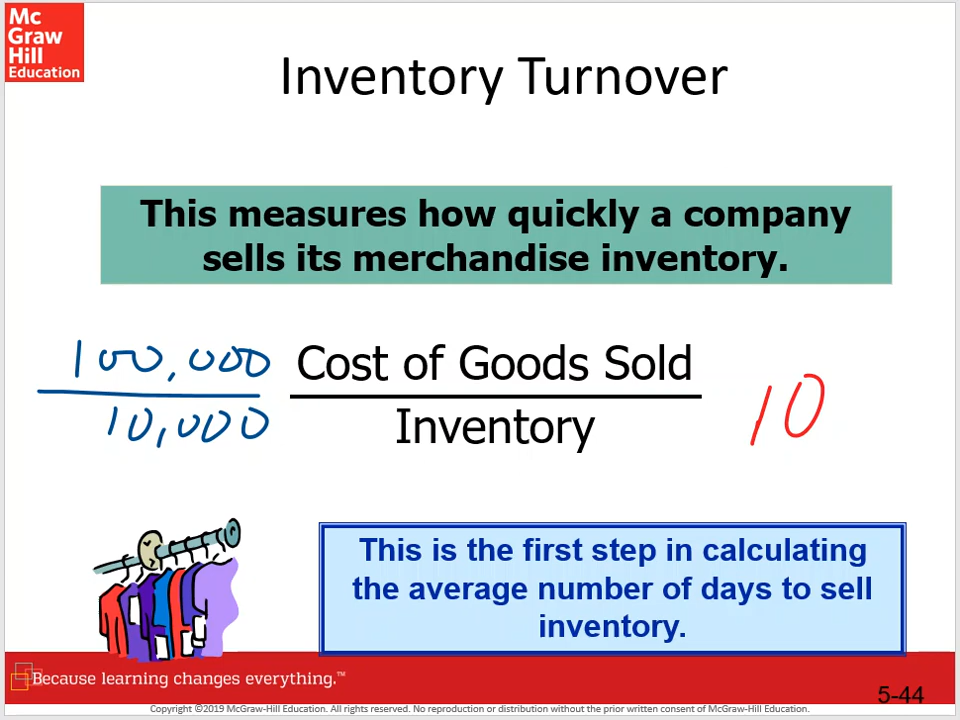 Mc
Graw
Hill
Education
Inventory Turnover
This measures how quickly a company
sells its merchandise inventory.
100,000
10,000
Cost of Goods Sold
Inventory
10
This is the first step in calculating
the average number of days to sell
inventory.
Because learning changes everything.™
5-44
Copyright ©2019 McGraw-Hill Education. All rights reserved. No reproduction or distribution without the prior written consent of McGraw-Hill Education.